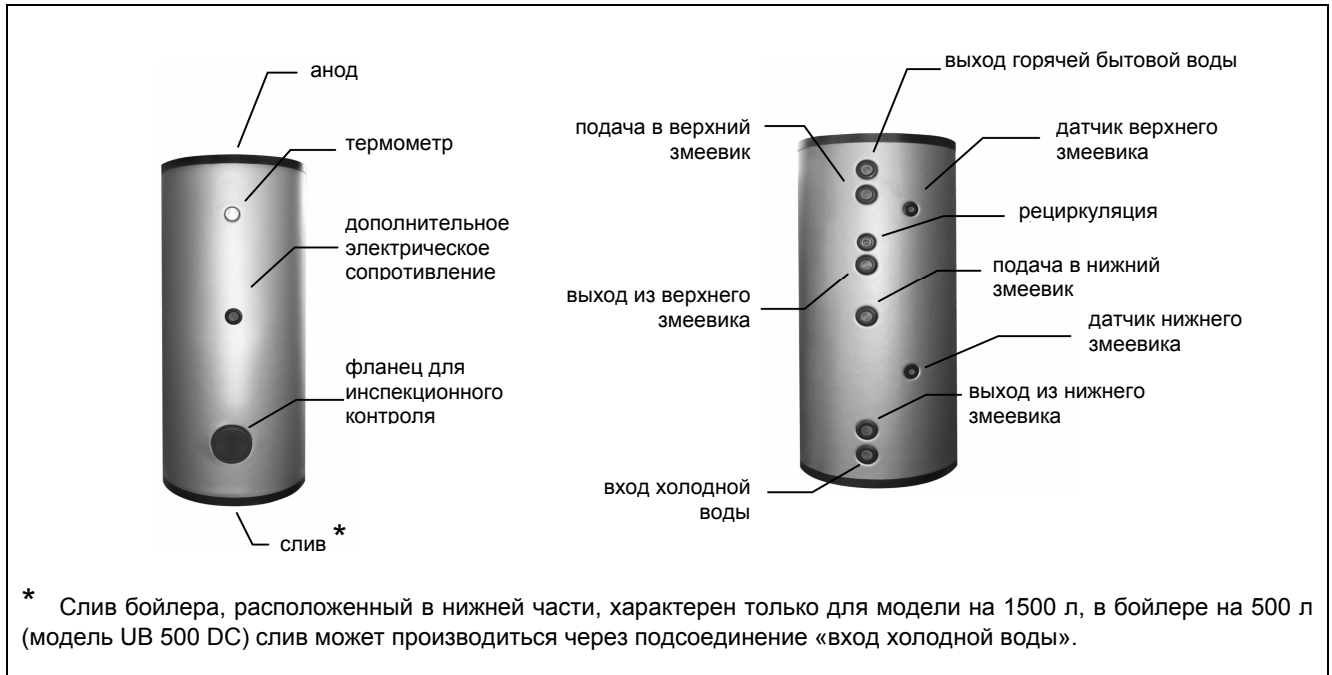 анод
термометр
дополнительное
электрическое
сопротивление
фланец для
инспекционного
контроля
слив *
выход горячей бытовой воды
подача в верхний
змеевик
датчик верхнего
змеевика
рециркуляция
подача в нижний
змеевик
выход из верхнего
змеевика
датчик нижнего
змеевика
выход из нижнего
змеевика
вход холодной
воды
* Слив бойлера, расположенный в нижней части, характерен только для модели на 1500 л, в бойлере на 500 л
(модель UB 500 DC) слив может производиться через подсоединение «вход холодной воды».